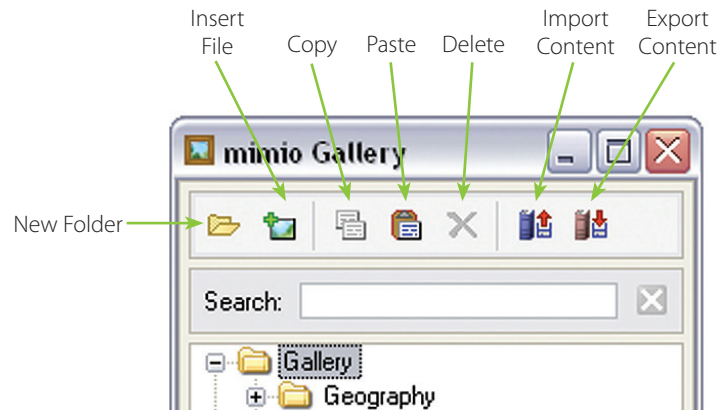 Insert
File
Copy
Paste
Delete
Import
Content
Export
Content
mimio Gallery
New Folder
Search:
Gallery
Geography